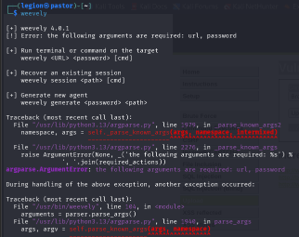 (legion㉿pastor)-[~]
$ weevely
[+] weevely 4.0.1
[!] Error: the following arguments are required: url, password
[+] Run terminal or command on the target
weevely <URL> <password> [cmd]
[+] Recover an existing session
weevely session <path> [cmd]
[+] Generate new agent
weevely generate <password> <path>
Traceback (most recent call last):
File "/usr/lib/python3.13/argparse.py", line 1979, in _parse_known_args2
namespace, args = self._parse_known_args(args, namespace, intermixed)
File "/usr/lib/python3.13/argparse.py", line 2276, in _parse_known_args
raise ArgumentError(None, _('the following arguments are required: %s') %
', '.join(required_actions))
argparse.ArgumentError: the following arguments are required: url, password
During handling of the above exception, another exception occurred:
Traceback (most recent call last):
File "/usr/bin/weevely", line 104, in <module>
arguments = parser.parse_args()
File "/usr/lib/python3.13/argparse.py", line 1946, in parse_args
args, argv = self.parse_known_args(args, namespace)